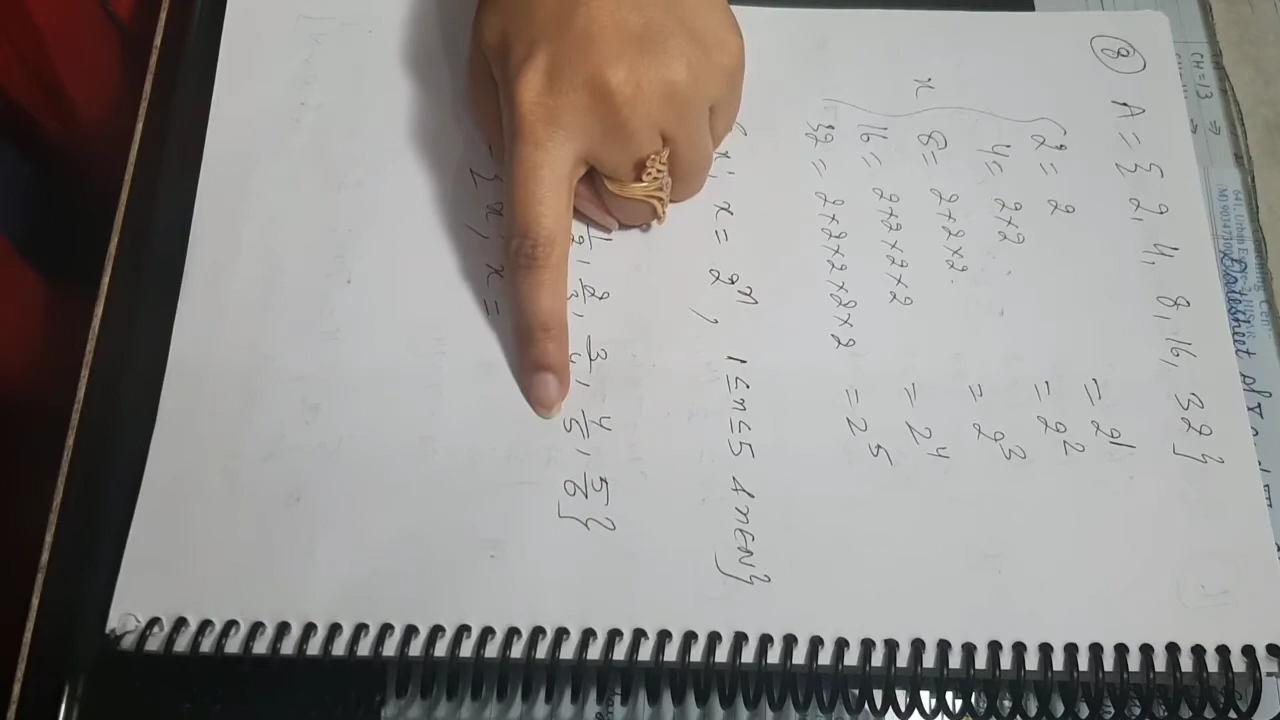 (8) A = { 2, 4, 8, 16, 32 }
2 = 2 = 2¹
4 = 2×2 = 2²
x 8 = 2×2×2. = 2³
16 = 2×2×2×2 = 2⁴
32 = 2×2×2×2×2 = 2⁵
x; x = 2ⁿ, 1≤n≤5 & n∈N}
1/2, 2/3, 3/4, 4/5, 5/6}
= { x; x =
CH=13 ⇒